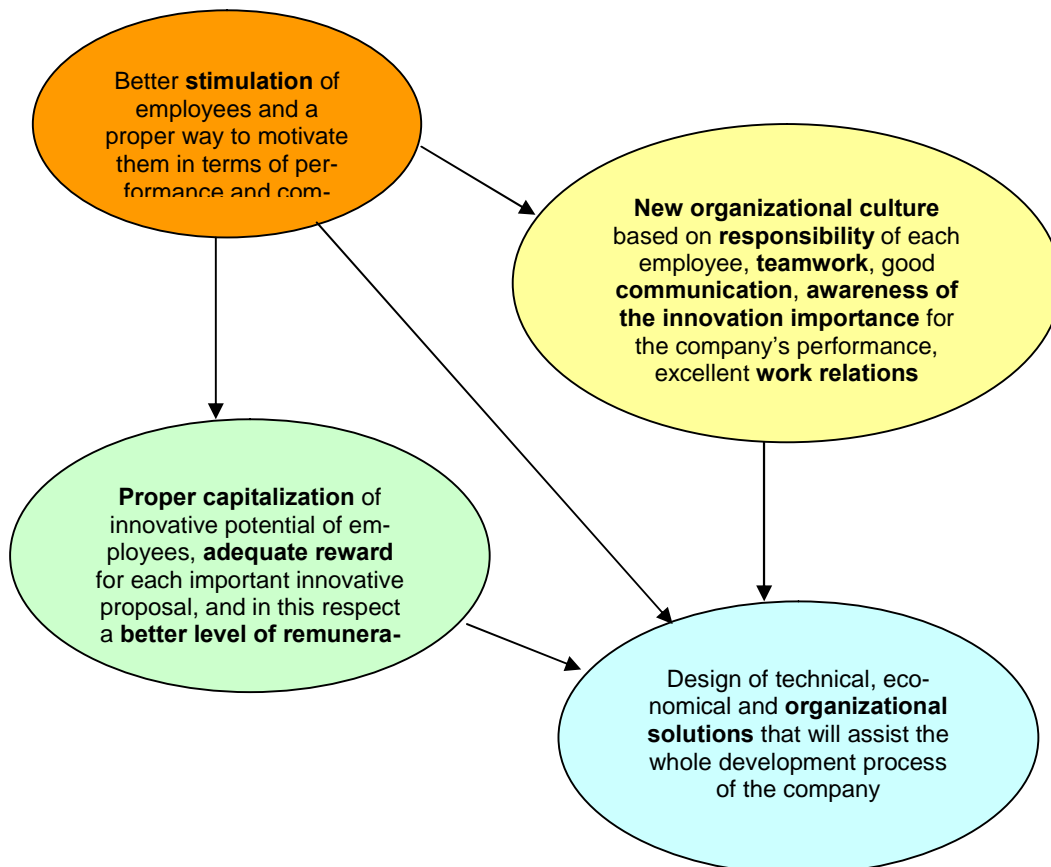 Better stimulation of
employees and a
proper way to motivate
them in terms of per-
formance and com-
New organizational culture
based on responsibility of each
employee, teamwork, good
communication, awareness of
the innovation importance for
the company's performance,
excellent work relations
Proper capitalization of
innovative potential of em-
ployees, adequate reward
for each important innovative
proposal, and in this respect
a better level of remunera-
Design of technical, eco-
nomical and organizational
solutions that will assist the
whole development process
of the company